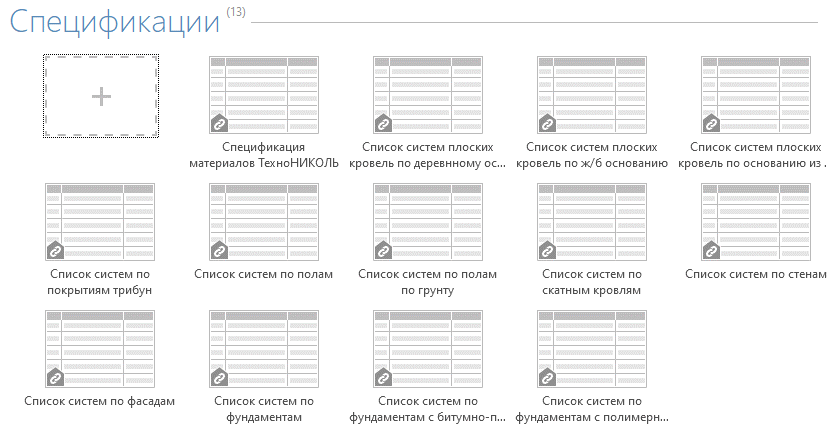 Спецификации (13)
Спецификация
материалов ТехноНИКОЛЬ
Список систем плоских
кровель по деревнному ос...
Список систем плоских
кровель по ж/б основанию
Список систем плоских
кровель по основанию из .
Список систем по
покрытиям трибун
Список систем по полам
Список систем по полам
по грунту
Список систем по
скатным кровлям
Список систем по стенам
Список систем по фасадам
Список систем по
фундаментам
Список систем по
фундаментам с битумно-п...
Список систем по
фундаментам с полимерн...